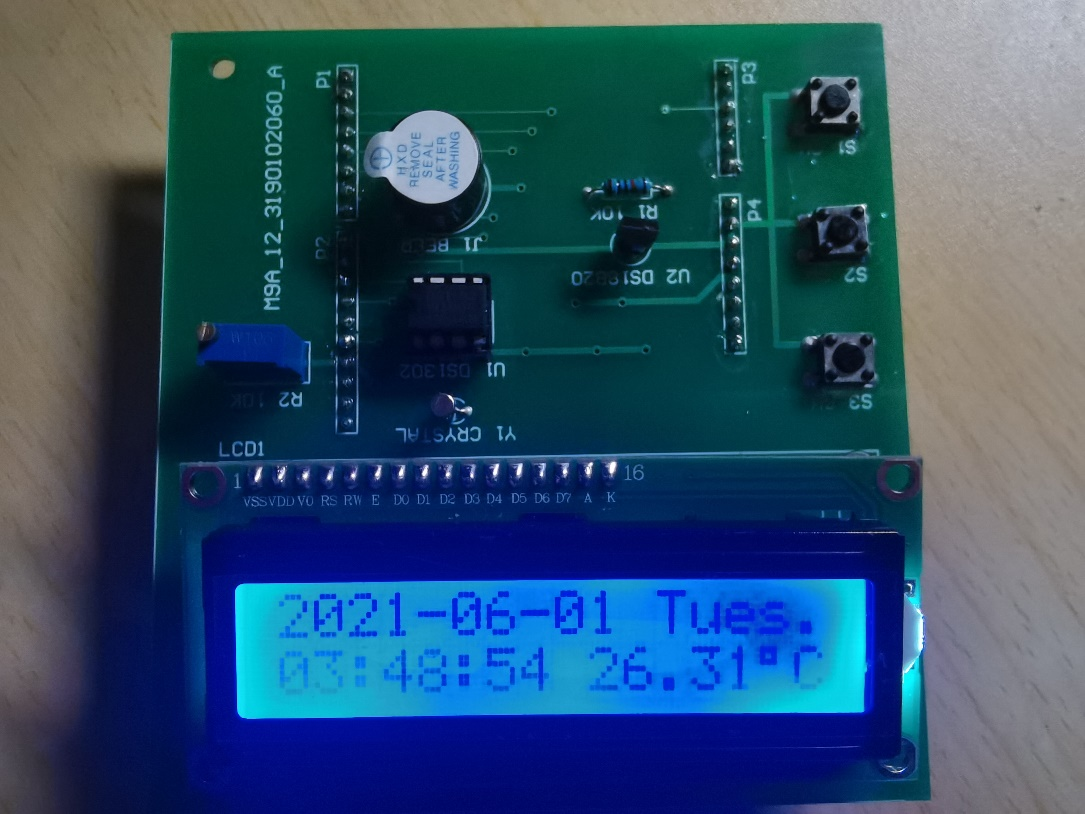 M9A_12_3190102060_A
P1
HXD
REMOVE
SEAL
AFTER
WASHING
P3
S1
R1 10K
P4
P2
J1 BEEP
U2 DS18B20
S2
U1 DS1302
R2 10K
S3
Y1 CRYSTAL
LCD1
1 16
VSS VDD V0 RS RW E D0 D1 D2 D3 D4 D5 D6 D7 A K
2021-06-01 Tues.
03:48:54 26.31°C